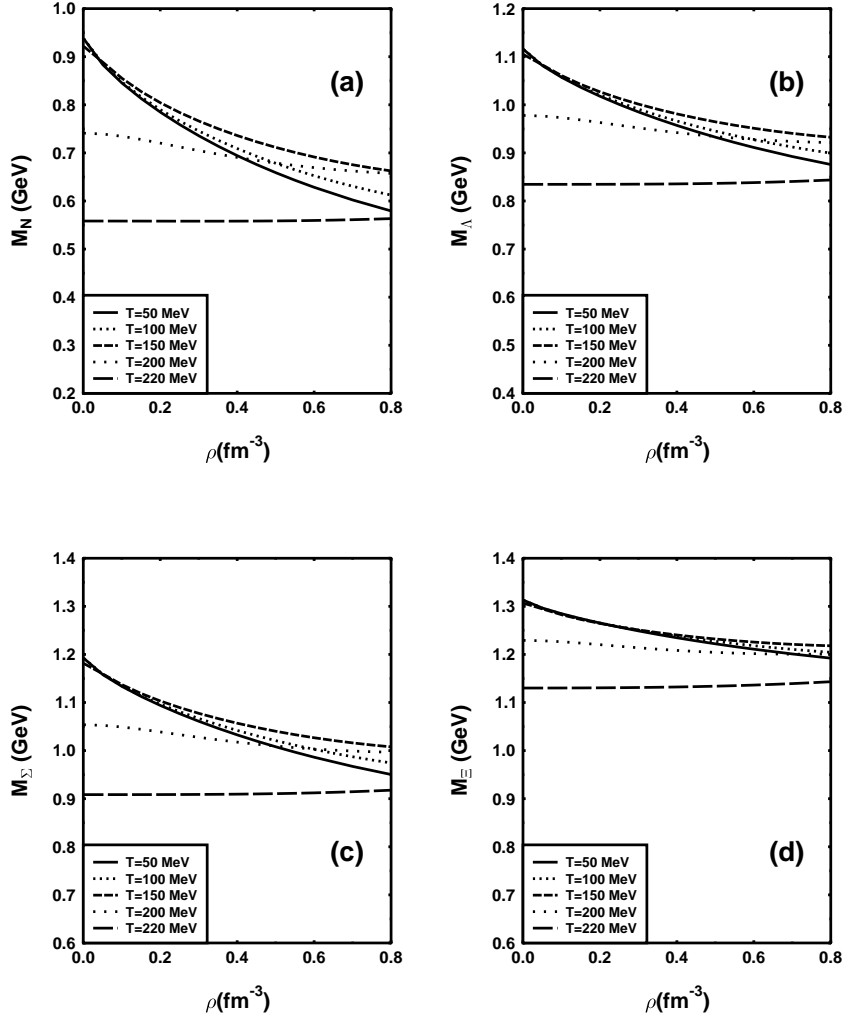 (a)
M_N (GeV)
1.0
0.9
0.8
0.7
0.6
0.5
0.4
0.3
0.2
T=50 MeV
T=100 MeV
T=150 MeV
T=200 MeV
T=220 MeV
0.0 0.2 0.4 0.6 0.8
ρ(fm⁻³)
(b)
M_Λ (GeV)
1.2
1.1
1.0
0.9
0.8
0.7
0.6
0.5
0.4
T=50 MeV
T=100 MeV
T=150 MeV
T=200 MeV
T=220 MeV
0.0 0.2 0.4 0.6 0.8
ρ(fm⁻³)
(c)
M_Σ (GeV)
1.4
1.3
1.2
1.1
1.0
0.9
0.8
0.7
0.6
T=50 MeV
T=100 MeV
T=150 MeV
T=200 MeV
T=220 MeV
0.0 0.2 0.4 0.6 0.8
ρ(fm⁻³)
(d)
M_Ξ (GeV)
1.4
1.3
1.2
1.1
1.0
0.9
0.8
0.7
0.6
T=50 MeV
T=100 MeV
T=150 MeV
T=200 MeV
T=220 MeV
0.0 0.2 0.4 0.6 0.8
ρ(fm⁻³)